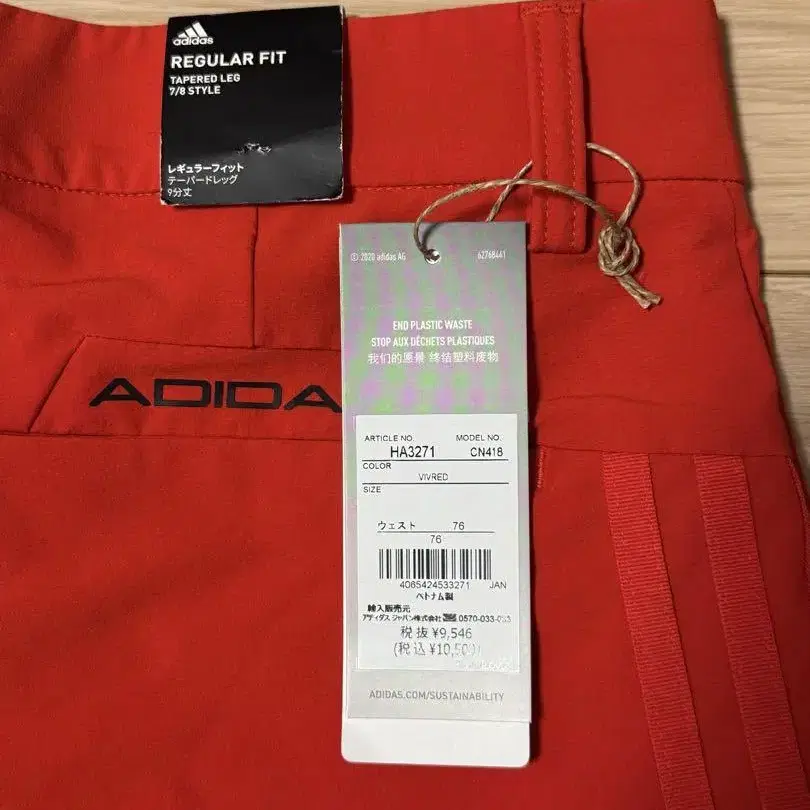 adidas
REGULAR FIT
TAPERED LEG
7/8 STYLE
レギュラーフィット
テーパードレッグ
9分丈
© 2020 adidas AG 62768441
END PLASTIC WASTE
STOP AUX DÉCHETS PLASTIQUES
我们的愿景 终结塑料废物
ADIDA
ARTICLE NO. MODEL NO.
HA3271 CN418
COLOR
VIVRED
SIZE
ウェスト 76
76
4065424533271 JAN
ベトナム製
輸入販売元
アディダス ジャパン株式会社 0570-033-033
税抜 ¥9,546
(税込 ¥10,500)
ADIDAS.COM/SUSTAINABILITY